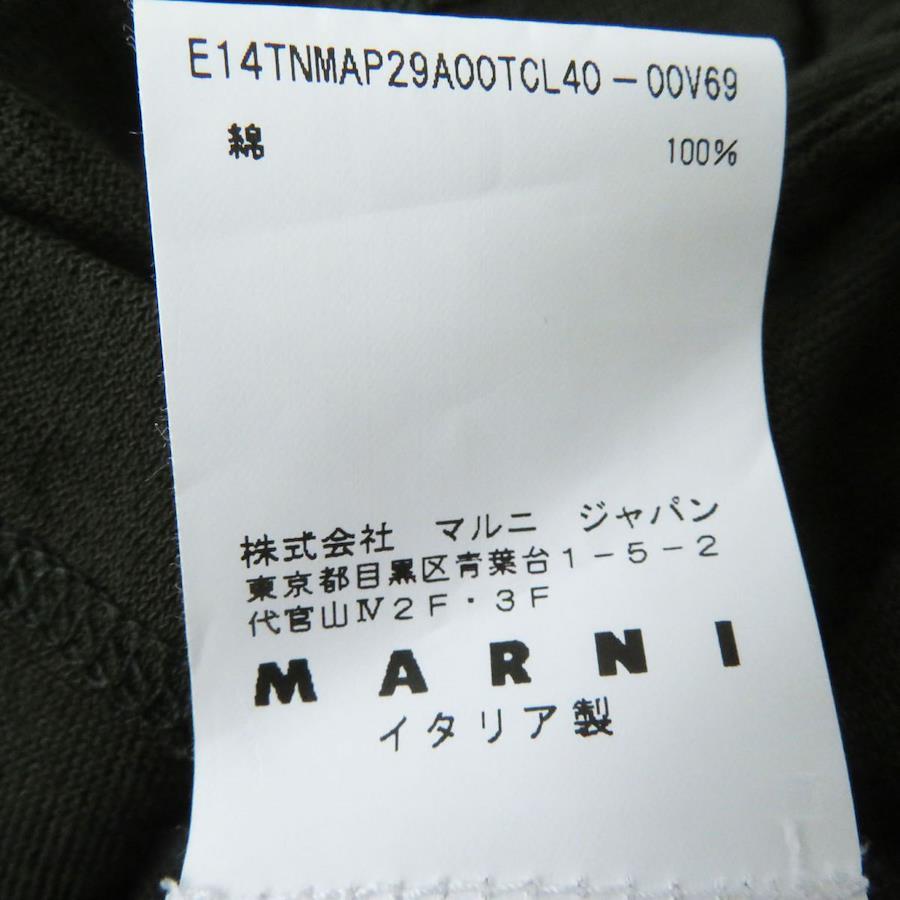 E14TNMAP29A00TCL40-00V69
綿 100%
株式会社 マルニ ジャパン
東京都目黒区青葉台1-5-2
代官山Ⅳ2F・3F
MARNI
イタリア製